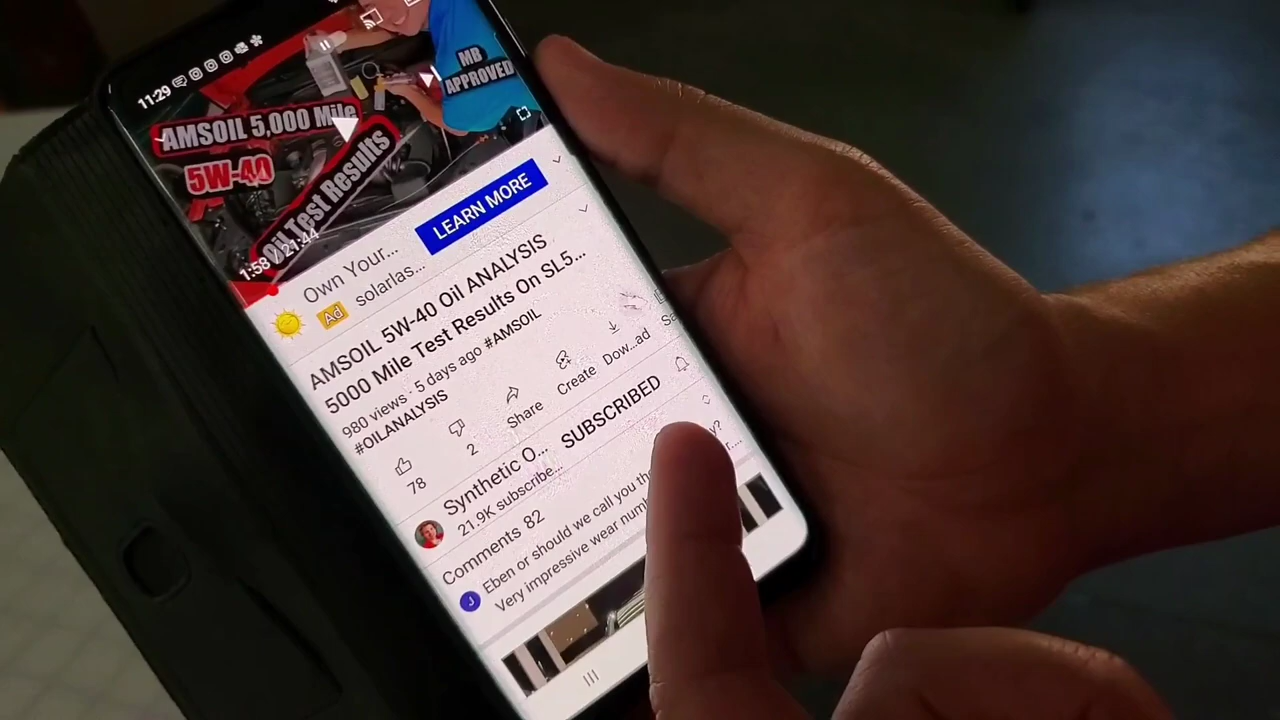 11:29
MB
APPROVED
AMSOIL 5,000 Mile
5W-40
Oil Test Results
1:58 / 21:44
LEARN MORE
Own Your...
Ad solarlas...
AMSOIL 5W-40 Oil ANALYSIS
5000 Mile Test Results On SL5...
980 views · 5 days ago #AMSOIL
#OILANALYSIS
78
2
Share
Create
Dow...ad
Synthetic O...
21.9K subscribe...
SUBSCRIBED
Comments 82
J
Eben or should we call you the
Very impressive wear numb